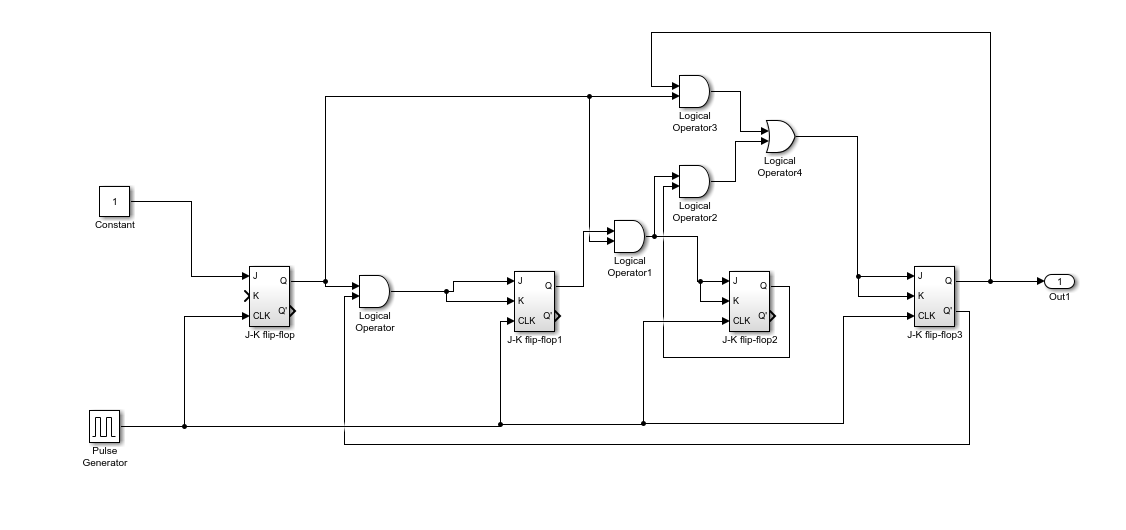 Logical
Operator3
Logical
Operator4
1
Constant
Logical
Operator2
Logical
Operator1
J
Q
K
Q'
CLK
J-K flip-flop
Logical
Operator
J
Q
K
Q'
CLK
J-K flip-flop1
J
Q
K
Q'
CLK
J-K flip-flop2
J
Q
K
Q'
CLK
J-K flip-flop3
1
Out1
Pulse
Generator